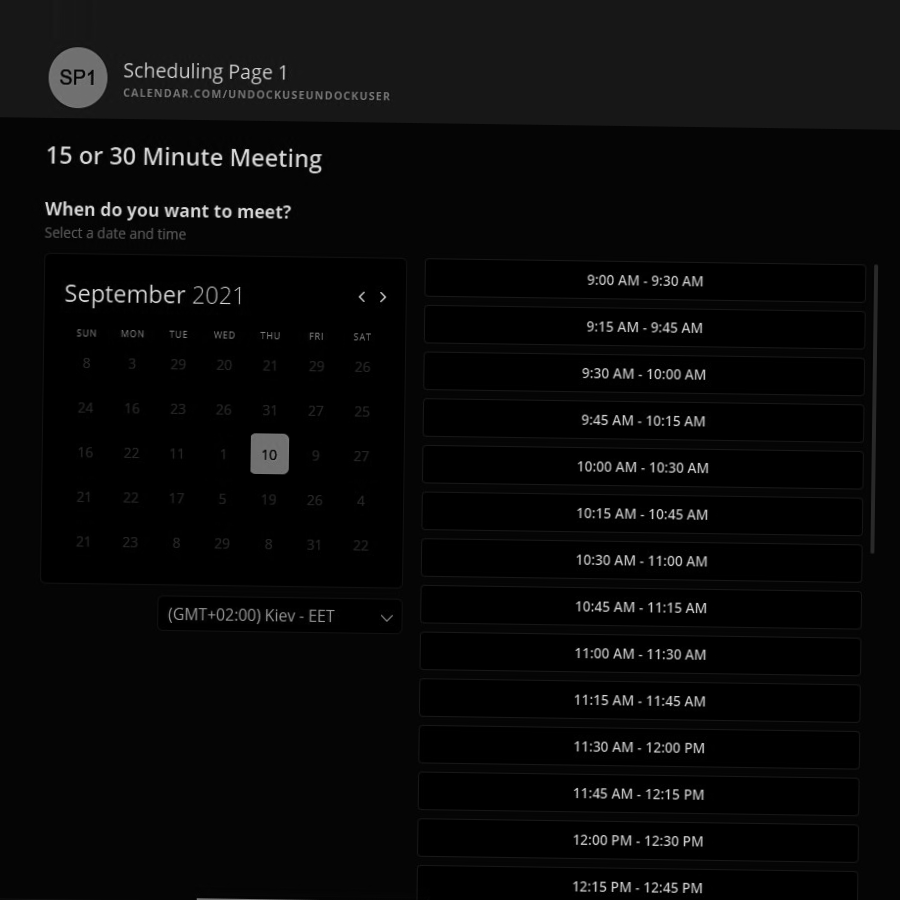 SP1
Scheduling Page 1
CALENDAR.COM/UNDOCKUSEUNDOCKUSER
15 or 30 Minute Meeting
When do you want to meet?
Select a date and time
September 2021
SUN MON TUE WED THU FRI SAT
8 3 29 20 21 29 26
24 16 23 26 31 27 25
16 22 11 1 10 9 27
21 22 17 5 19 26 4
21 23 8 29 8 31 22
(GMT+02:00) Kiev - EET
9:00 AM - 9:30 AM
9:15 AM - 9:45 AM
9:30 AM - 10:00 AM
9:45 AM - 10:15 AM
10:00 AM - 10:30 AM
10:15 AM - 10:45 AM
10:30 AM - 11:00 AM
10:45 AM - 11:15 AM
11:00 AM - 11:30 AM
11:15 AM - 11:45 AM
11:30 AM - 12:00 PM
11:45 AM - 12:15 PM
12:00 PM - 12:30 PM
12:15 PM - 12:45 PM